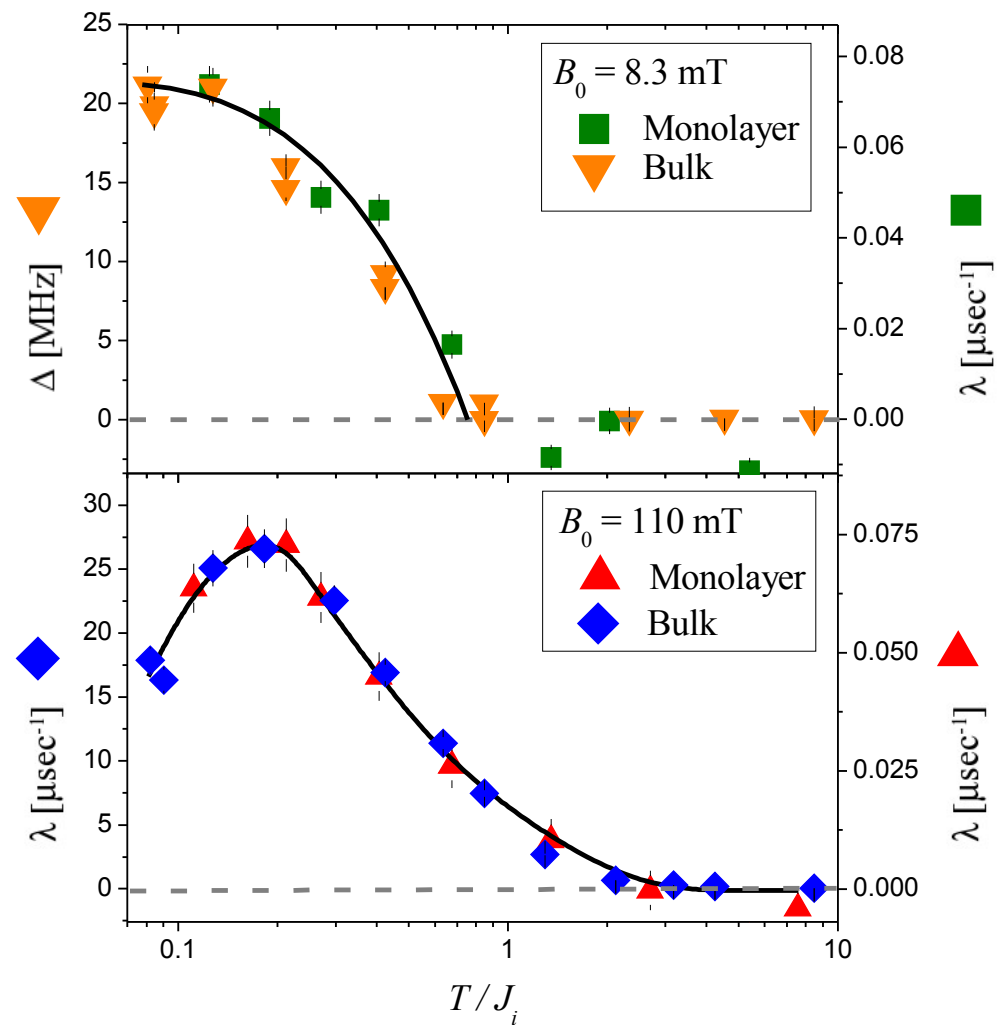 25
20
15
10
5
0
Δ [MHz]
0.08
0.06
0.04
0.02
0.00
λ [μsec⁻¹]
B₀ = 8.3 mT
Monolayer
Bulk
30
25
20
15
10
5
0
λ [μsec⁻¹]
0.075
0.050
0.025
0.000
λ [μsec⁻¹]
B₀ = 110 mT
Monolayer
Bulk
0.1
1
10
T / Jᵢ